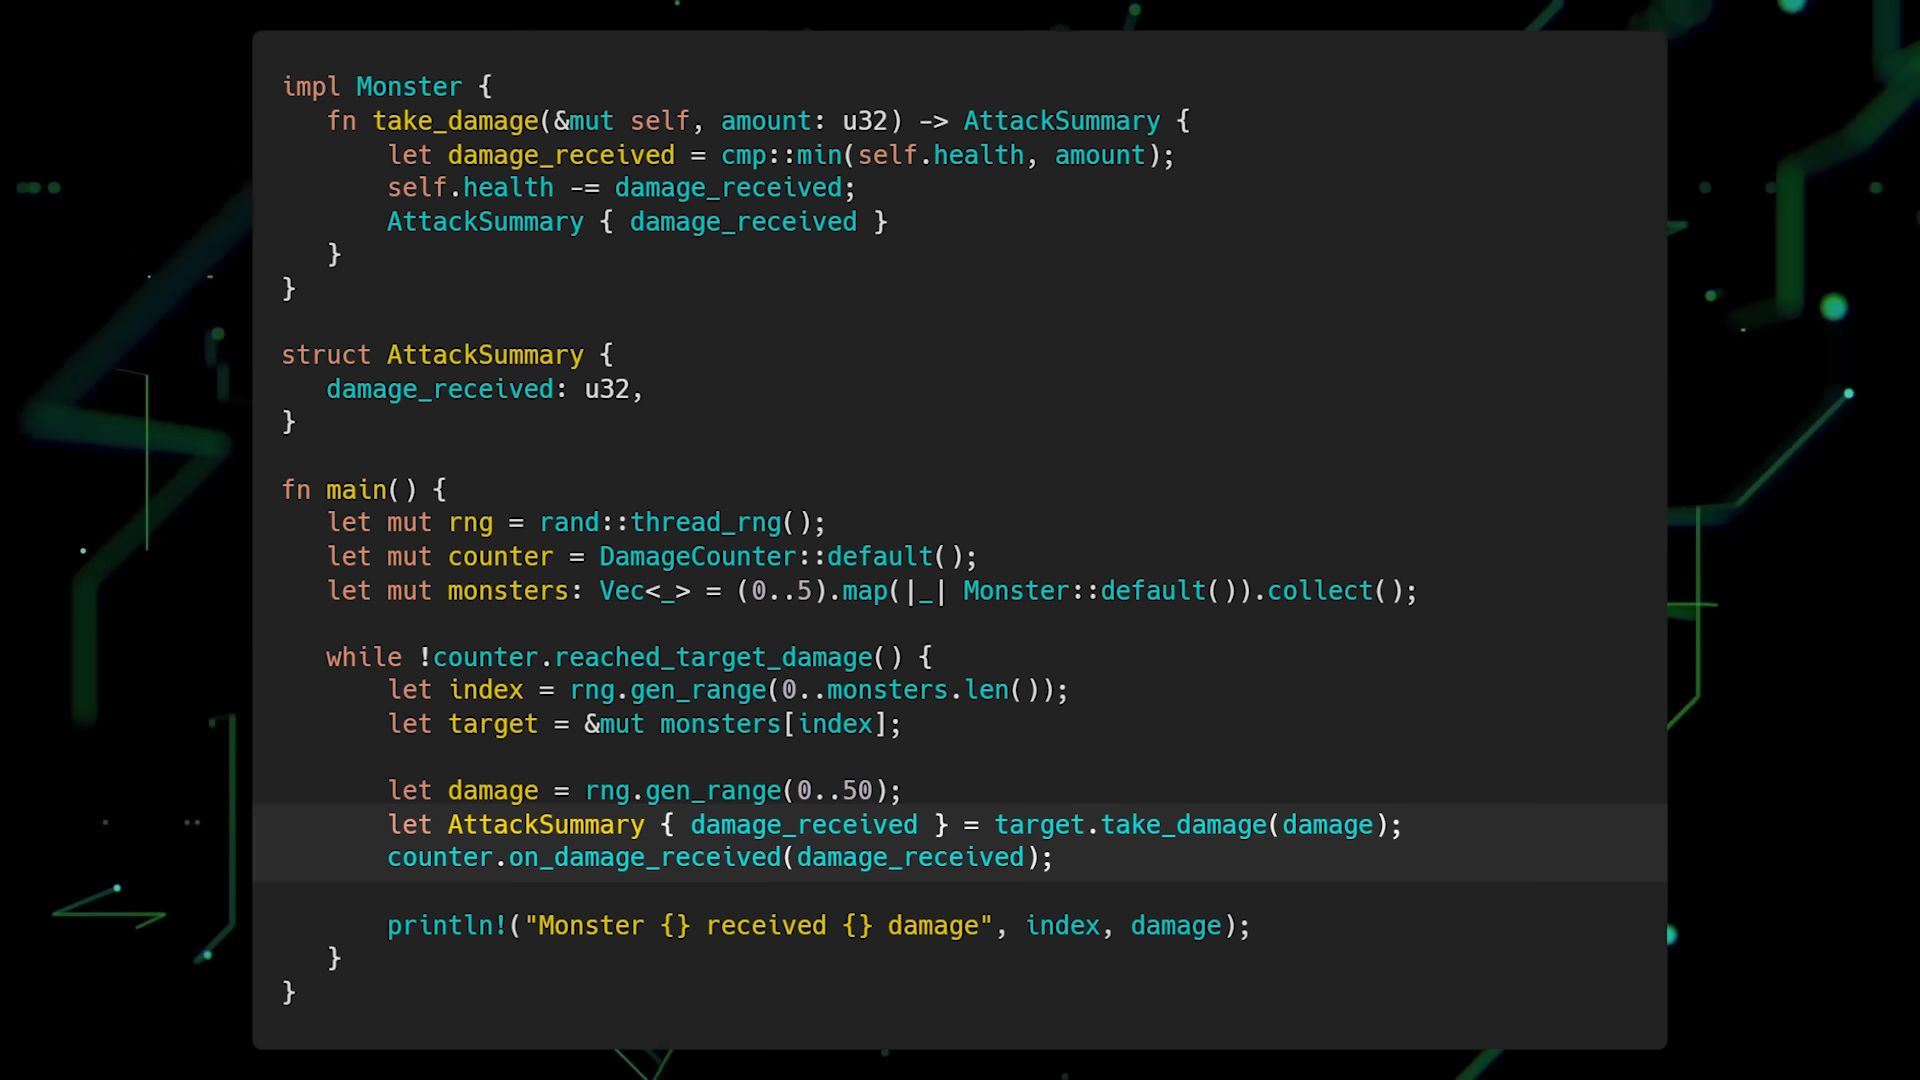 impl Monster {
fn take_damage(&mut self, amount: u32) -> AttackSummary {
let damage_received = cmp::min(self.health, amount);
self.health -= damage_received;
AttackSummary { damage_received }
}
}
struct AttackSummary {
damage_received: u32,
}
fn main() {
let mut rng = rand::thread_rng();
let mut counter = DamageCounter::default();
let mut monsters: Vec<_> = (0..5).map(|_| Monster::default()).collect();
while !counter.reached_target_damage() {
let index = rng.gen_range(0..monsters.len());
let target = &mut monsters[index];
let damage = rng.gen_range(0..50);
let AttackSummary { damage_received } = target.take_damage(damage);
counter.on_damage_received(damage_received);
println!("Monster {} received {} damage", index, damage);
}
}